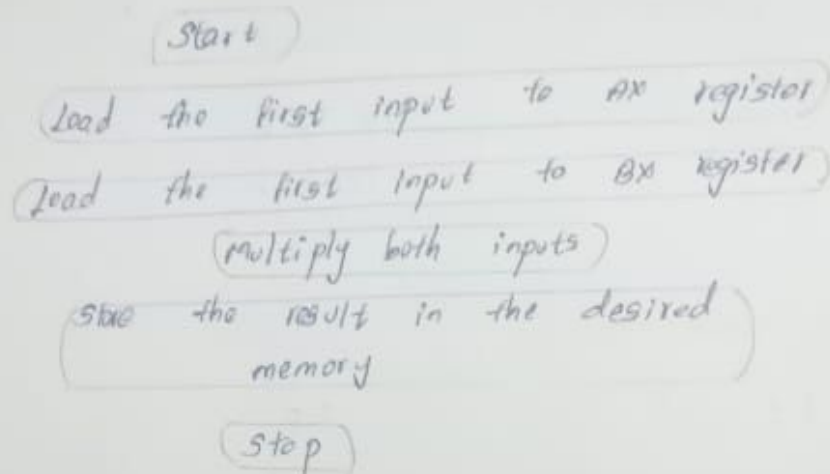 Start
Load the first input to AX register
Load the first input to BX register
Multiply both inputs
Store the result in the desired
memory
Stop